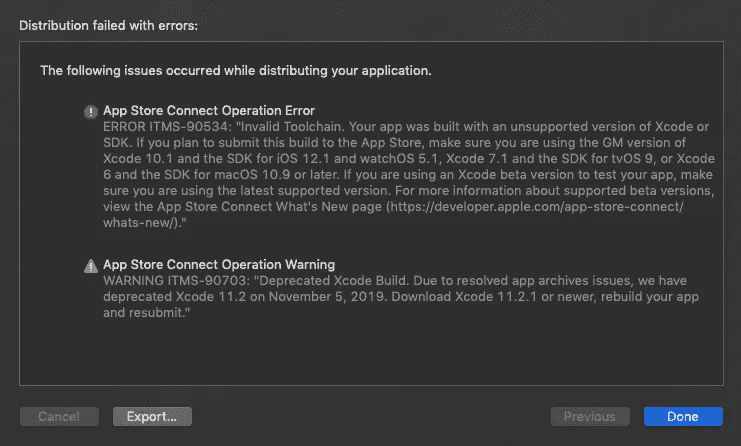 Distribution failed with errors:
The following issues occurred while distributing your application.
App Store Connect Operation Error
ERROR ITMS-90534: "Invalid Toolchain. Your app was built with an unsupported version of Xcode or
SDK. If you plan to submit this build to the App Store, make sure you are using the GM version of
Xcode 10.1 and the SDK for iOS 12.1 and watchOS 5.1, Xcode 7.1 and the SDK for tvOS 9, or Xcode
6 and the SDK for macOS 10.9 or later. If you are using an Xcode beta version to test your app, make
sure you are using the latest supported version. For more information about supported beta versions,
view the App Store Connect What's New page (https://developer.apple.com/app-store-connect/
whats-new/)."
App Store Connect Operation Warning
WARNING ITMS-90703: "Deprecated Xcode Build. Due to resolved app archives issues, we have
deprecated Xcode 11.2 on November 5, 2019. Download Xcode 11.2.1 or newer, rebuild your app
and resubmit."
Cancel
Export...
Previous
Done